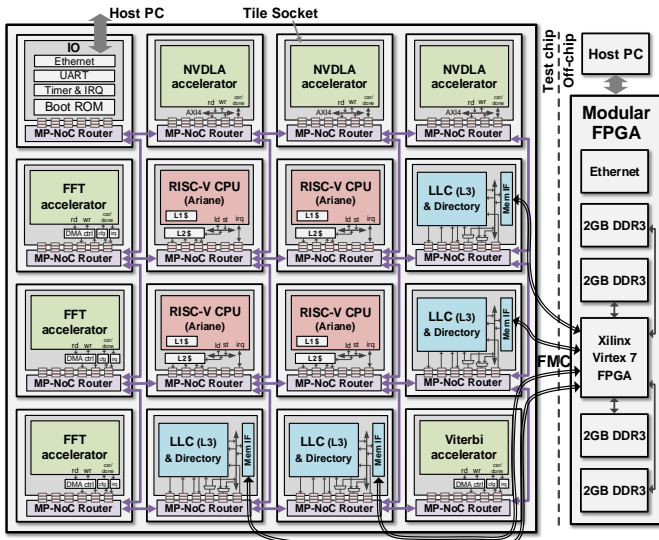 Host PC
Tile Socket
Test chip
Off-chip
IO
Ethernet
UART
Timer & IRQ
Boot ROM
MP-NoC Router
NVDLA
accelerator
rd wr
csr/
done
AXI4
MP-NoC Router
NVDLA
accelerator
rd wr
csr/
done
AXI4
MP-NoC Router
NVDLA
accelerator
rd wr
csr/
done
AXI4
MP-NoC Router
FFT
accelerator
rd wr
csr/
done
DMA ctrl
cfg
irq
MP-NoC Router
RISC-V CPU
(Ariane)
L1 $
ld st irq
L2 $
MP-NoC Router
RISC-V CPU
(Ariane)
L1 $
ld st irq
L2 $
MP-NoC Router
LLC (L3)
& Directory
Mem IF
MP-NoC Router
FFT
accelerator
rd wr
csr/
done
DMA ctrl
cfg
irq
MP-NoC Router
RISC-V CPU
(Ariane)
L1 $
ld st irq
L2 $
MP-NoC Router
RISC-V CPU
(Ariane)
L1 $
ld st irq
L2 $
MP-NoC Router
LLC (L3)
& Directory
Mem IF
MP-NoC Router
FFT
accelerator
rd wr
csr/
done
DMA ctrl
cfg
irq
MP-NoC Router
LLC (L3)
& Directory
Mem IF
MP-NoC Router
LLC (L3)
& Directory
Mem IF
MP-NoC Router
Viterbi
accelerator
rd wr
csr/
done
DMA ctrl
cfg
irq
MP-NoC Router
FMC
Host PC
Modular
FPGA
Ethernet
2GB DDR3
2GB DDR3
Xilinx
Virtex 7
FPGA
2GB DDR3
2GB DDR3